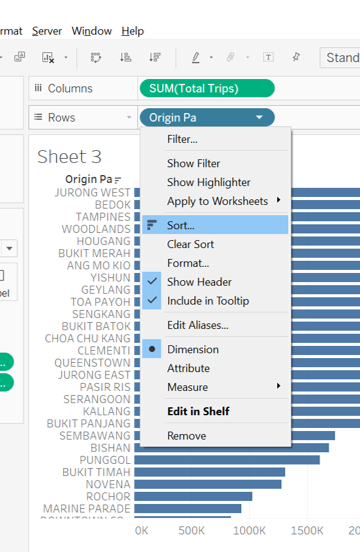 rmat Server Window Help
Stand
Columns SUM(Total Trips)
Rows Origin Pa
Sheet 3
Origin Pa
JURONG WEST
BEDOK
TAMPINES
WOODLANDS
HOUGANG
BUKIT MERAH
ANG MO KIO
YISHUN
GEYLANG
TOA PAYOH
SENGKANG
BUKIT BATOK
CHOA CHU KANG
CLEMENTI
QUEENSTOWN
JURONG EAST
PASIR RIS
SERANGOON
KALLANG
BUKIT PANJANG
SEMBAWANG
BISHAN
PUNGGOL
BUKIT TIMAH
NOVENA
ROCHOR
MARINE PARADE
DOWNTOWN CO
Filter...
Show Filter
Show Highlighter
Apply to Worksheets
Sort...
Clear Sort
Format...
Show Header
Include in Tooltip
Edit Aliases...
Dimension
Attribute
Measure
Edit in Shelf
Remove
0K 500K 1000K 1500K 2000K
bel
..
..